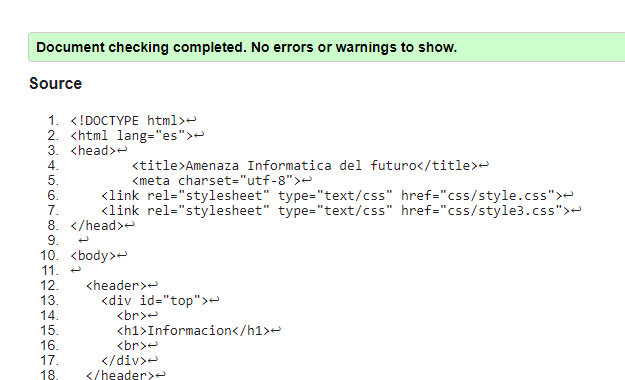 Document checking completed. No errors or warnings to show.
Source
1. <!DOCTYPE html>↩
2. <html lang="es">↩
3. <head>↩
4. <title>Amenaza Informatica del futuro</title>↩
5. <meta charset="utf-8">↩
6. <link rel="stylesheet" type="text/css" href="css/style.css">↩
7. <link rel="stylesheet" type="text/css" href="css/style3.css">↩
8. </head>↩
9. ↩
10. <body>↩
11. ↩
12. <header>↩
13. <div id="top">↩
14. <br>↩
15. <h1>Informacion</h1>↩
16. <br>↩
17. </div>↩
18. </header>↩